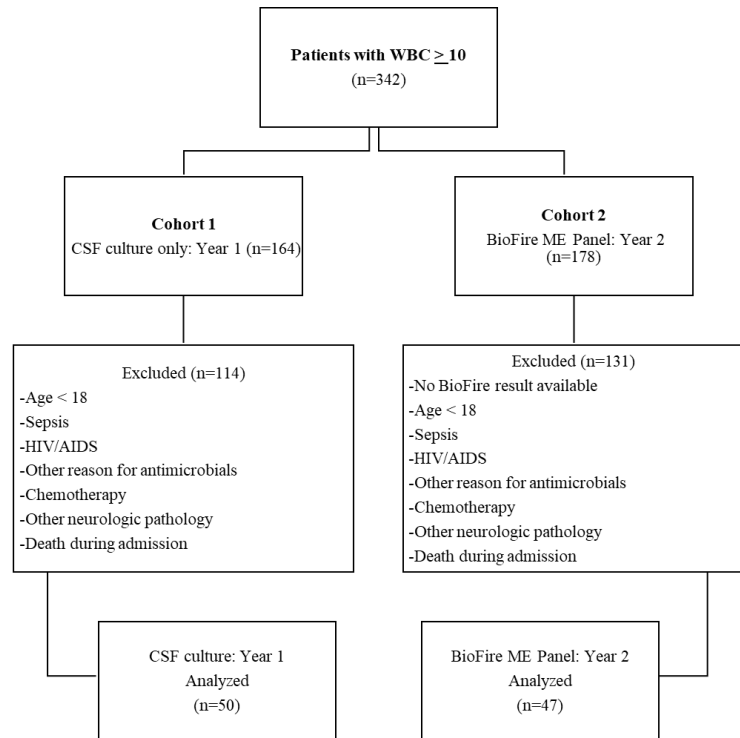 Patients with WBC ≥ 10
(n=342)
Cohort 1
CSF culture only: Year 1 (n=164)
Cohort 2
BioFire ME Panel: Year 2
(n=178)
Excluded (n=114)
-Age < 18
-Sepsis
-HIV/AIDS
-Other reason for antimicrobials
-Chemotherapy
-Other neurologic pathology
-Death during admission
Excluded (n=131)
-No BioFire result available
-Age < 18
-Sepsis
-HIV/AIDS
-Other reason for antimicrobials
-Chemotherapy
-Other neurologic pathology
-Death during admission
CSF culture: Year 1
Analyzed
(n=50)
BioFire ME Panel: Year 2
Analyzed
(n=47)